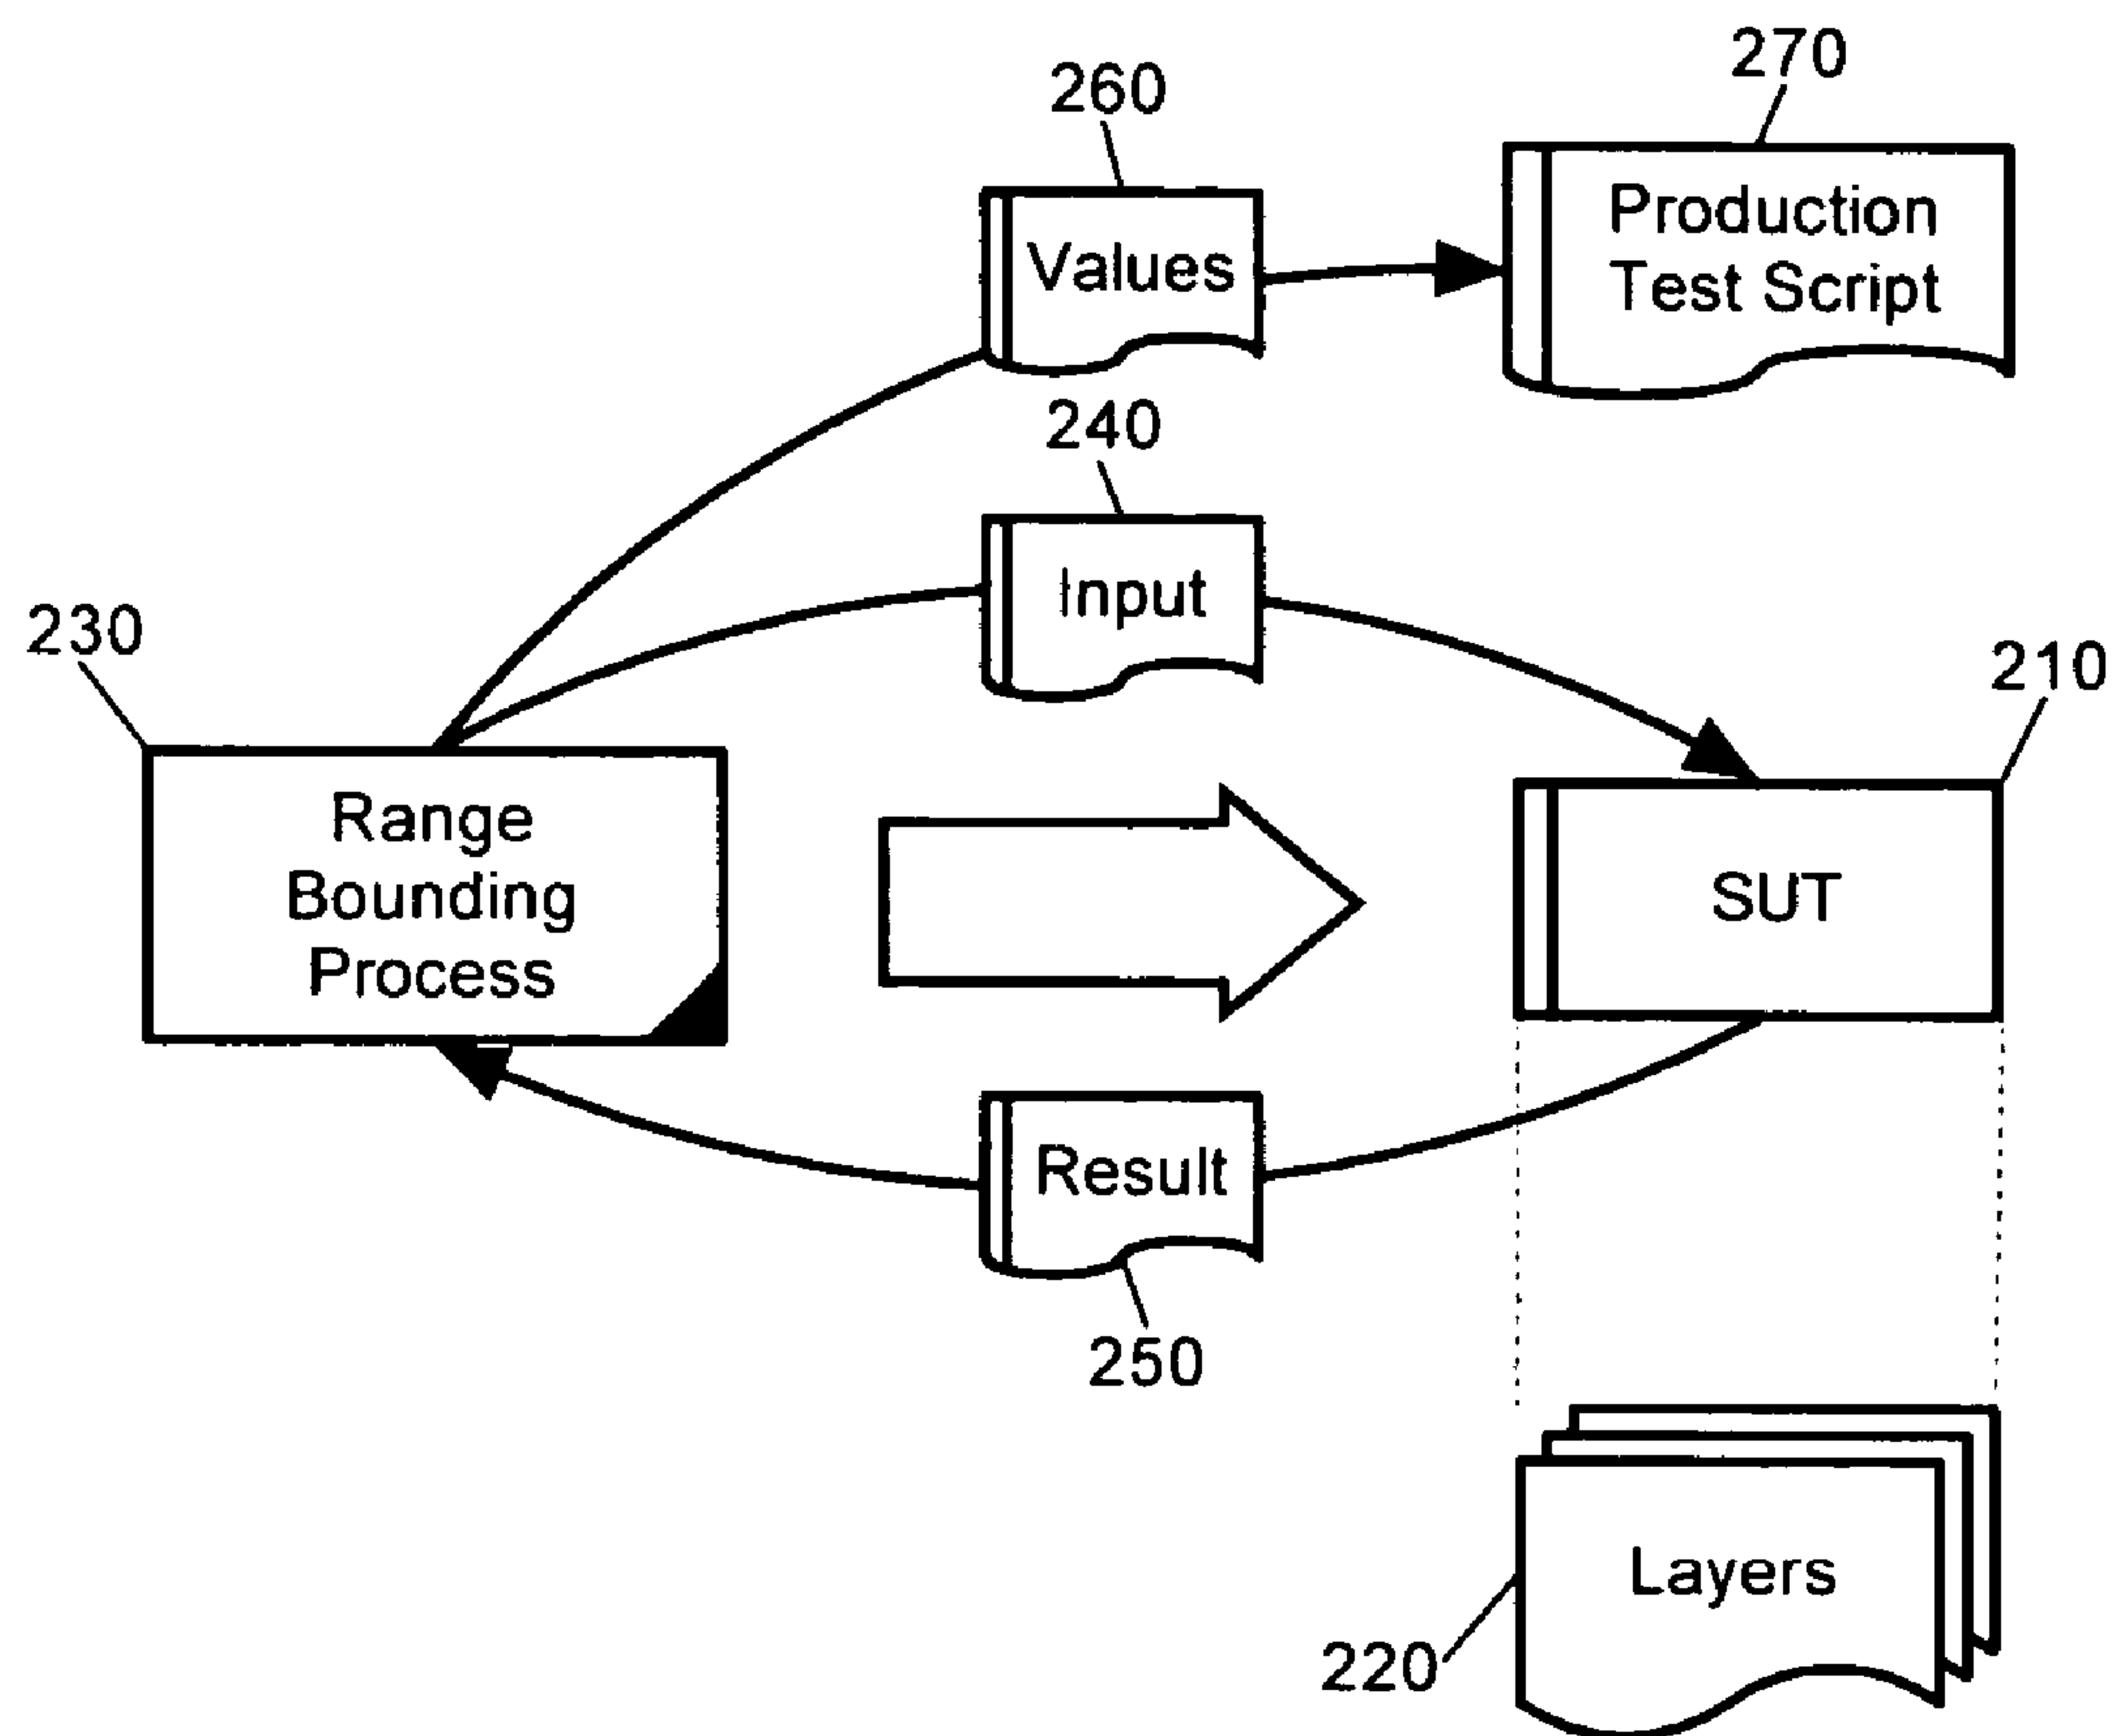 270
260
Production
Test Script
Values
240
Input
230
210
Range
Bounding
Process
SUT
Result
250
Layers
220